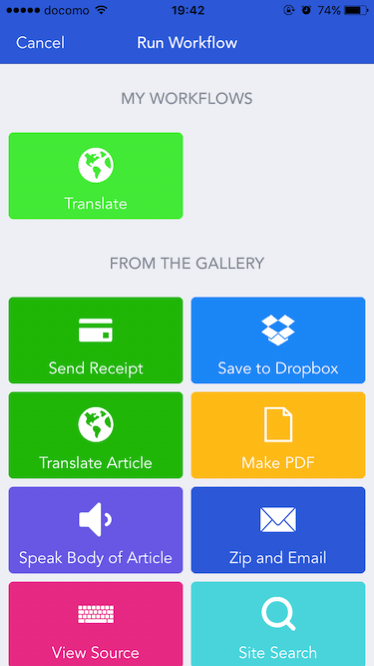 docomo 19:42 74%
Cancel Run Workflow
MY WORKFLOWS
Translate
FROM THE GALLERY
Send Receipt Save to Dropbox
Translate Article Make PDF
Speak Body of Article Zip and Email
View Source Site Search